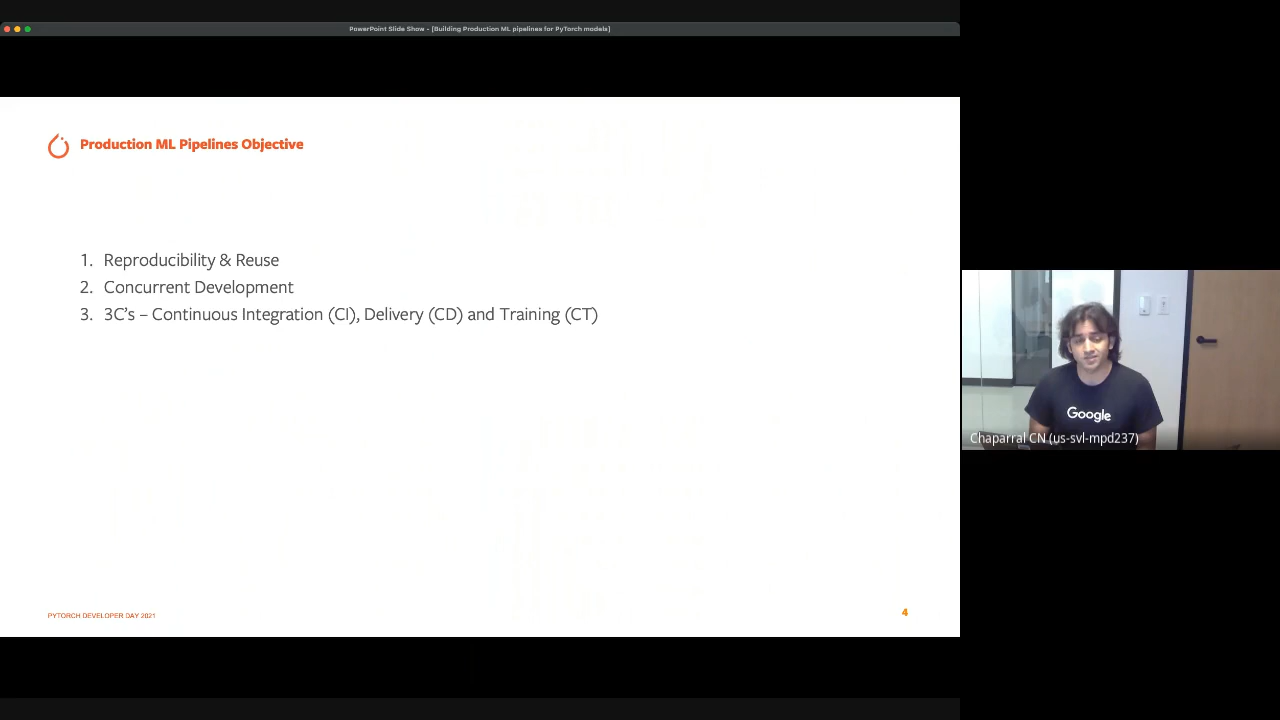 PowerPoint Slide Show - [Building Production ML pipelines for PyTorch models]
Production ML Pipelines Objective
1. Reproducibility & Reuse
2. Concurrent Development
3. 3C's – Continuous Integration (CI), Delivery (CD) and Training (CT)
Google
Chaparral CN (us-svl-mpd237)
PYTORCH DEVELOPER DAY 2021
4